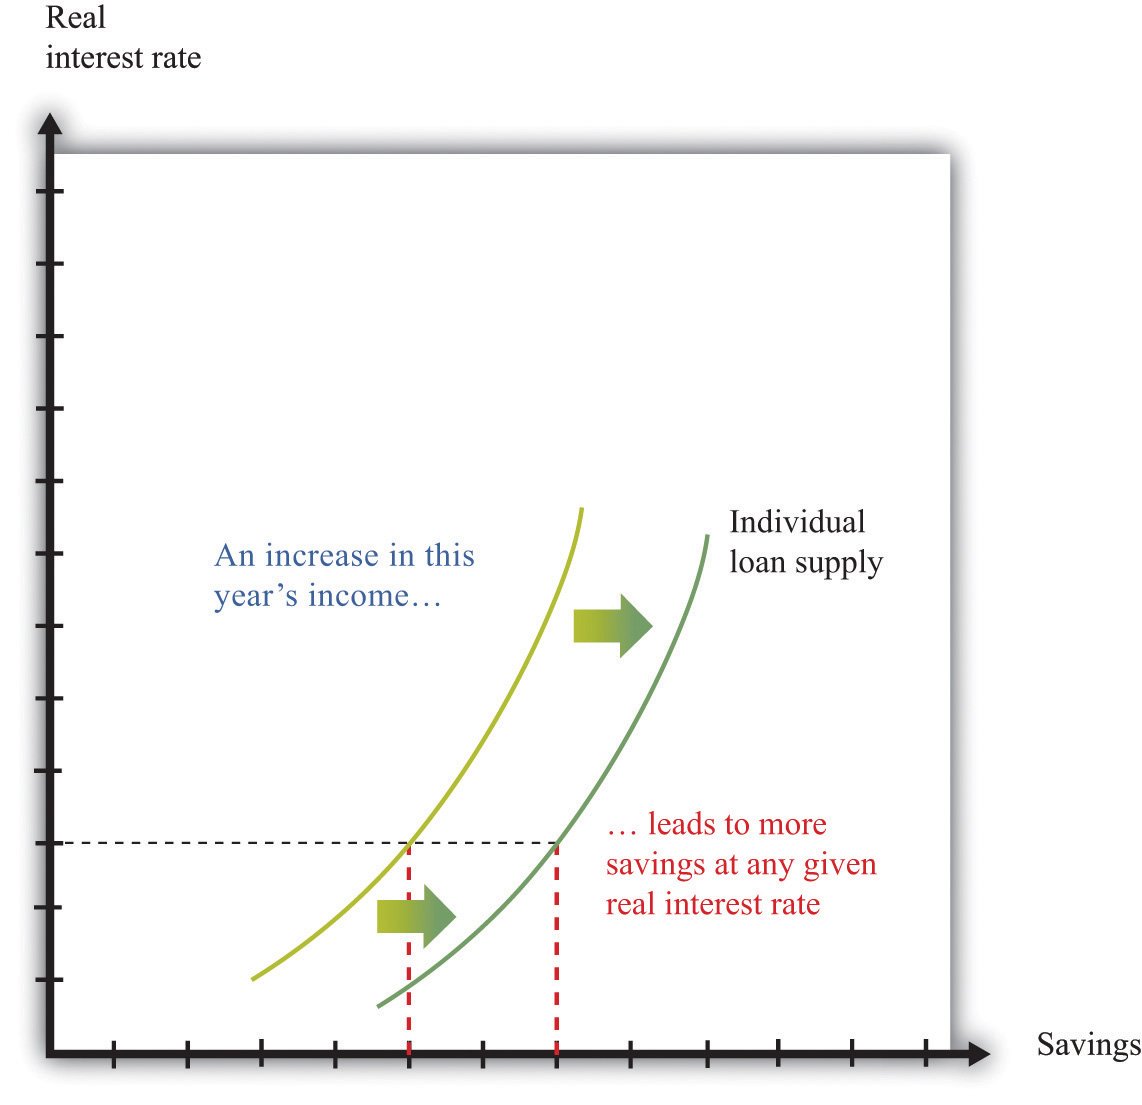 Real
interest rate
Individual
loan supply
An increase in this
year’s income…
… leads to more
savings at any given
real interest rate
Savings